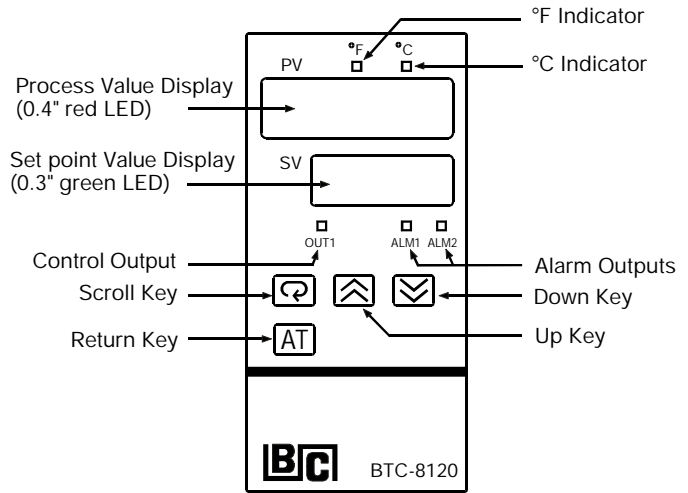 °F Indicator
°F
°C
PV
°C Indicator
Process Value Display
(0.4" red LED)
Set point Value Display
(0.3" green LED)
SV
OUT1
ALM1
ALM2
Control Output
Alarm Outputs
Scroll Key
Down Key
Return Key
AT
Up Key
BC
BTC-8120